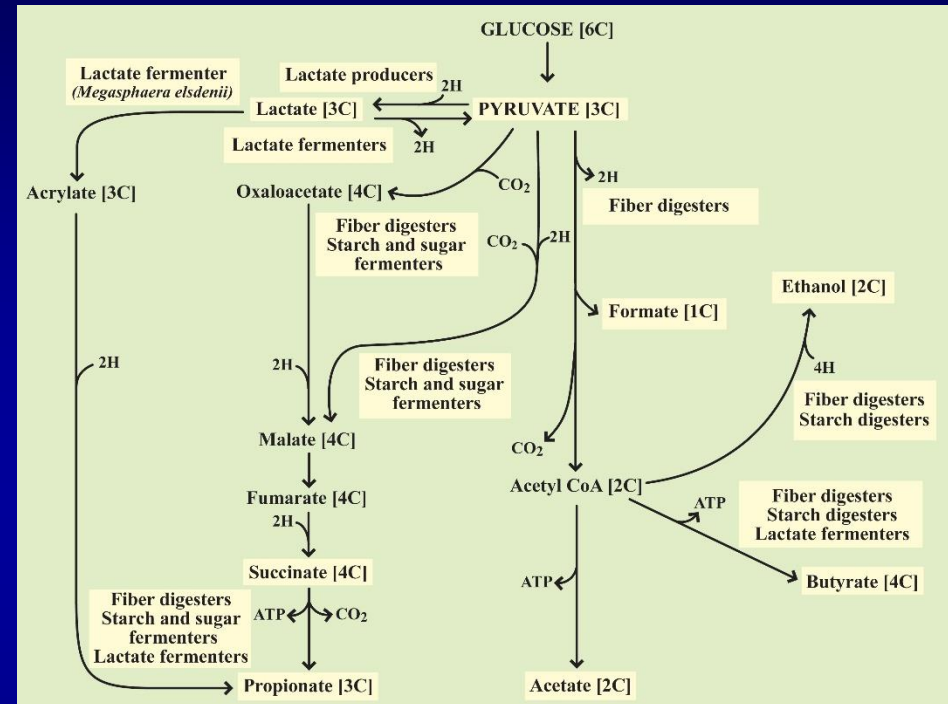 GLUCOSE [6C]
Lactate fermenter
(Megasphaera elsdenii)
Lactate producers
2H
Lactate [3C]
PYRUVATE [3C]
Lactate fermenters
2H
Acrylate [3C]
Oxaloacetate [4C]
CO2
2H
Fiber digesters
Fiber digesters
Starch and sugar
fermenters
CO2
2H
Ethanol [2C]
Formate [1C]
2H
2H
Fiber digesters
Starch and sugar
fermenters
4H
Fiber digesters
Starch digesters
Malate [4C]
CO2
Acetyl CoA [2C]
Fumarate [4C]
ATP
Fiber digesters
Starch digesters
Lactate fermenters
2H
Succinate [4C]
ATP
Butyrate [4C]
Fiber digesters
Starch and sugar
fermenters
Lactate fermenters
ATP
CO2
Propionate [3C]
Acetate [2C]